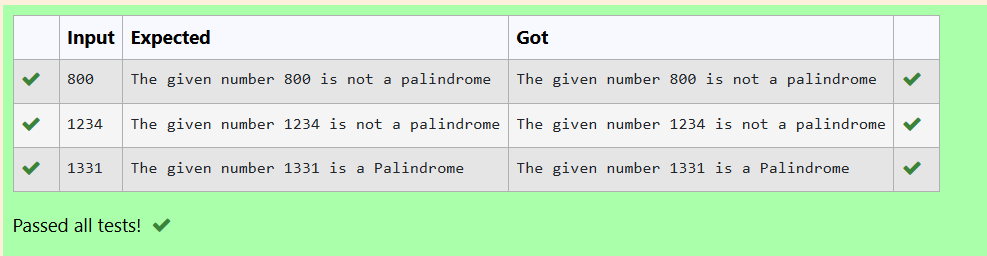 Input Expected Got
800 The given number 800 is not a palindrome The given number 800 is not a palindrome
1234 The given number 1234 is not a palindrome The given number 1234 is not a palindrome
1331 The given number 1331 is a Palindrome The given number 1331 is a Palindrome
Passed all tests!